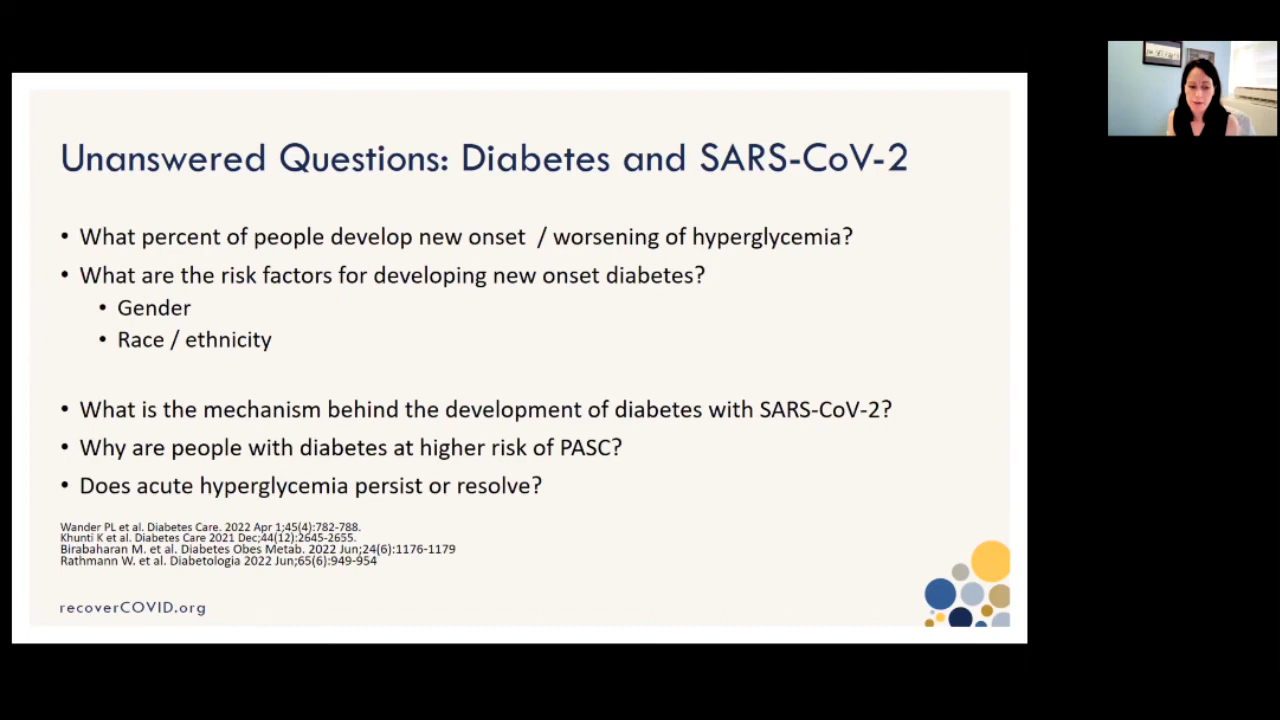 Unanswered Questions: Diabetes and SARS-CoV-2
• What percent of people develop new onset / worsening of hyperglycemia?
• What are the risk factors for developing new onset diabetes?
• Gender
• Race / ethnicity
• What is the mechanism behind the development of diabetes with SARS-CoV-2?
• Why are people with diabetes at higher risk of PASC?
• Does acute hyperglycemia persist or resolve?
Wander PL et al. Diabetes Care. 2022 Apr 1;45(4):782-788.
Khunti K et al. Diabetes Care 2021 Dec;44(12):2645-2655.
Birabaharan M. et al. Diabetes Obes Metab. 2022 Jun;24(6):1176-1179
Rathmann W. et al. Diabetologia 2022 Jun;65(6):949-954
recoverCOVID.org